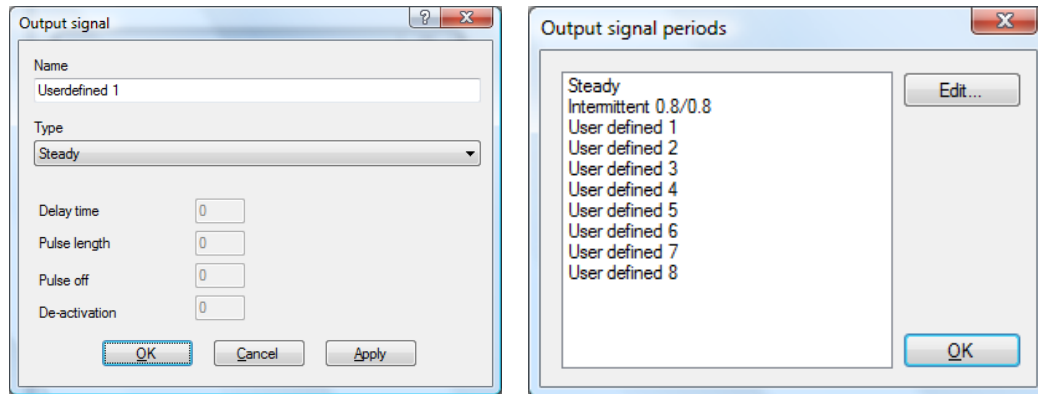 Output signal
Name
Userdefined 1
Type
Steady
Delay time 0
Pulse length 0
Pulse off 0
De-activation 0
OK Cancel Apply
Output signal periods
Steady
Intermittent 0.8/0.8
User defined 1
User defined 2
User defined 3
User defined 4
User defined 5
User defined 6
User defined 7
User defined 8
Edit...
OK